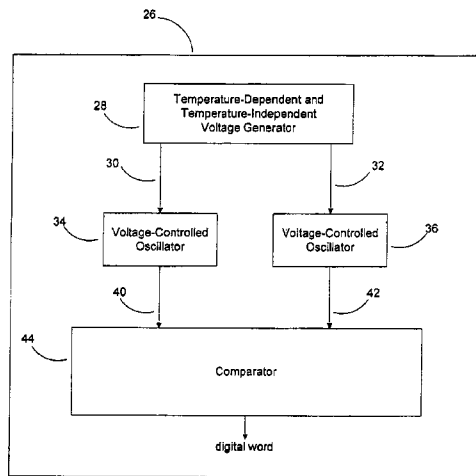 26
Temperature-Dependent and
Temperature-Independent
Voltage Generator
28
30
32
34
Voltage-Controlled
Oscillator
Voltage-Controlled
Oscillator
36
40
42
44
Comparator
digital word